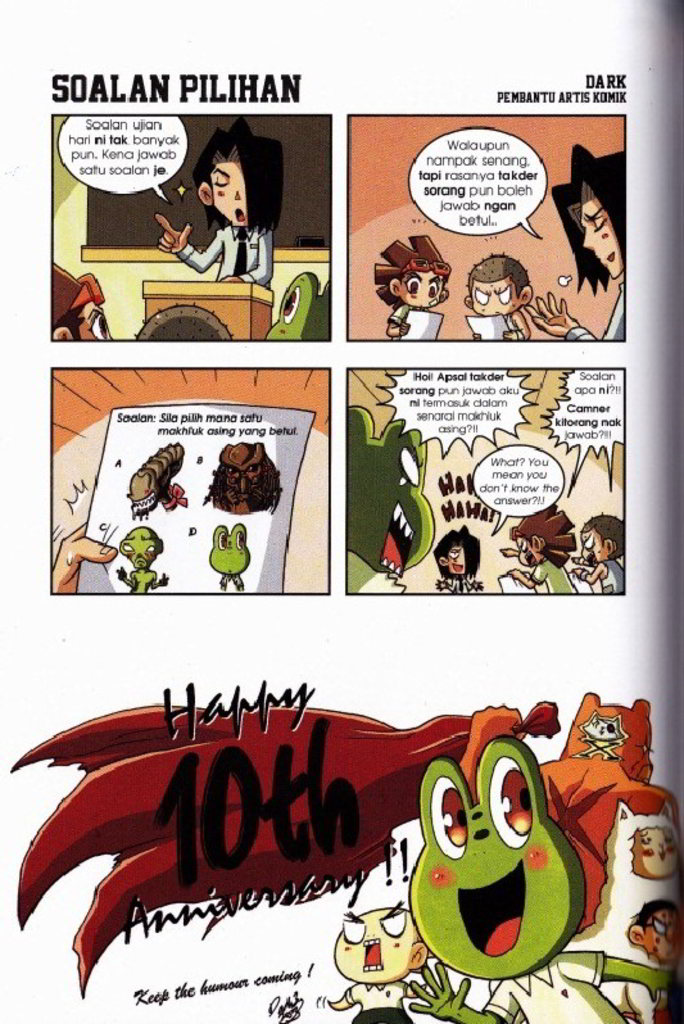 SOALAN PILIHAN
DARK
PEMBANTU ARTIS KOMIK
Soalan ujian
hari ni tak banyak
pun. Kena jawab
satu soalan je.
Walaupun
nampak senang,
tapi rasanya takder
sorang pun boleh
jawab ngan
betul..
Soalan: Sila pilih mana satu
makhluk asing yang betul.
A
B
C
D
Hoi! Apsal takder
sorang pun jawab aku
ni termasuk dalam
senarai makhluk
asing?!!
Soalan
apa ni?!!
Camner
kitorang nak
jawab?!!
What? You
mean you
don't know the
answer?!!
HAHA
HAHA!!
Happy
10th
Anniversary!!
Keep the humour coming!